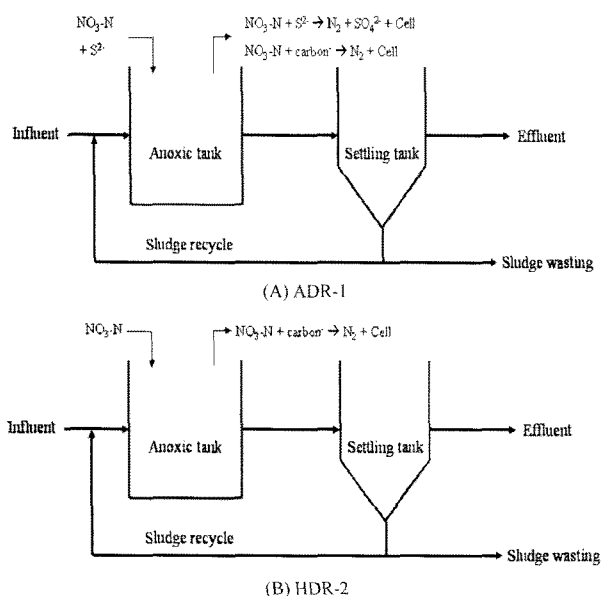 NO₃-N
+ S²⁻
NO₃-N + S²⁻ → N₂ + SO₄²⁻ + Cell
NO₃-N + carbon⁻ → N₂ + Cell
Influent
Anoxic tank
Settling tank
Effluent
Sludge recycle
Sludge wasting
(A) ADR-1
NO₃-N
NO₃-N + carbon⁻ → N₂ + Cell
Influent
Anoxic tank
Settling tank
Effluent
Sludge recycle
Sludge wasting
(B) HDR-2